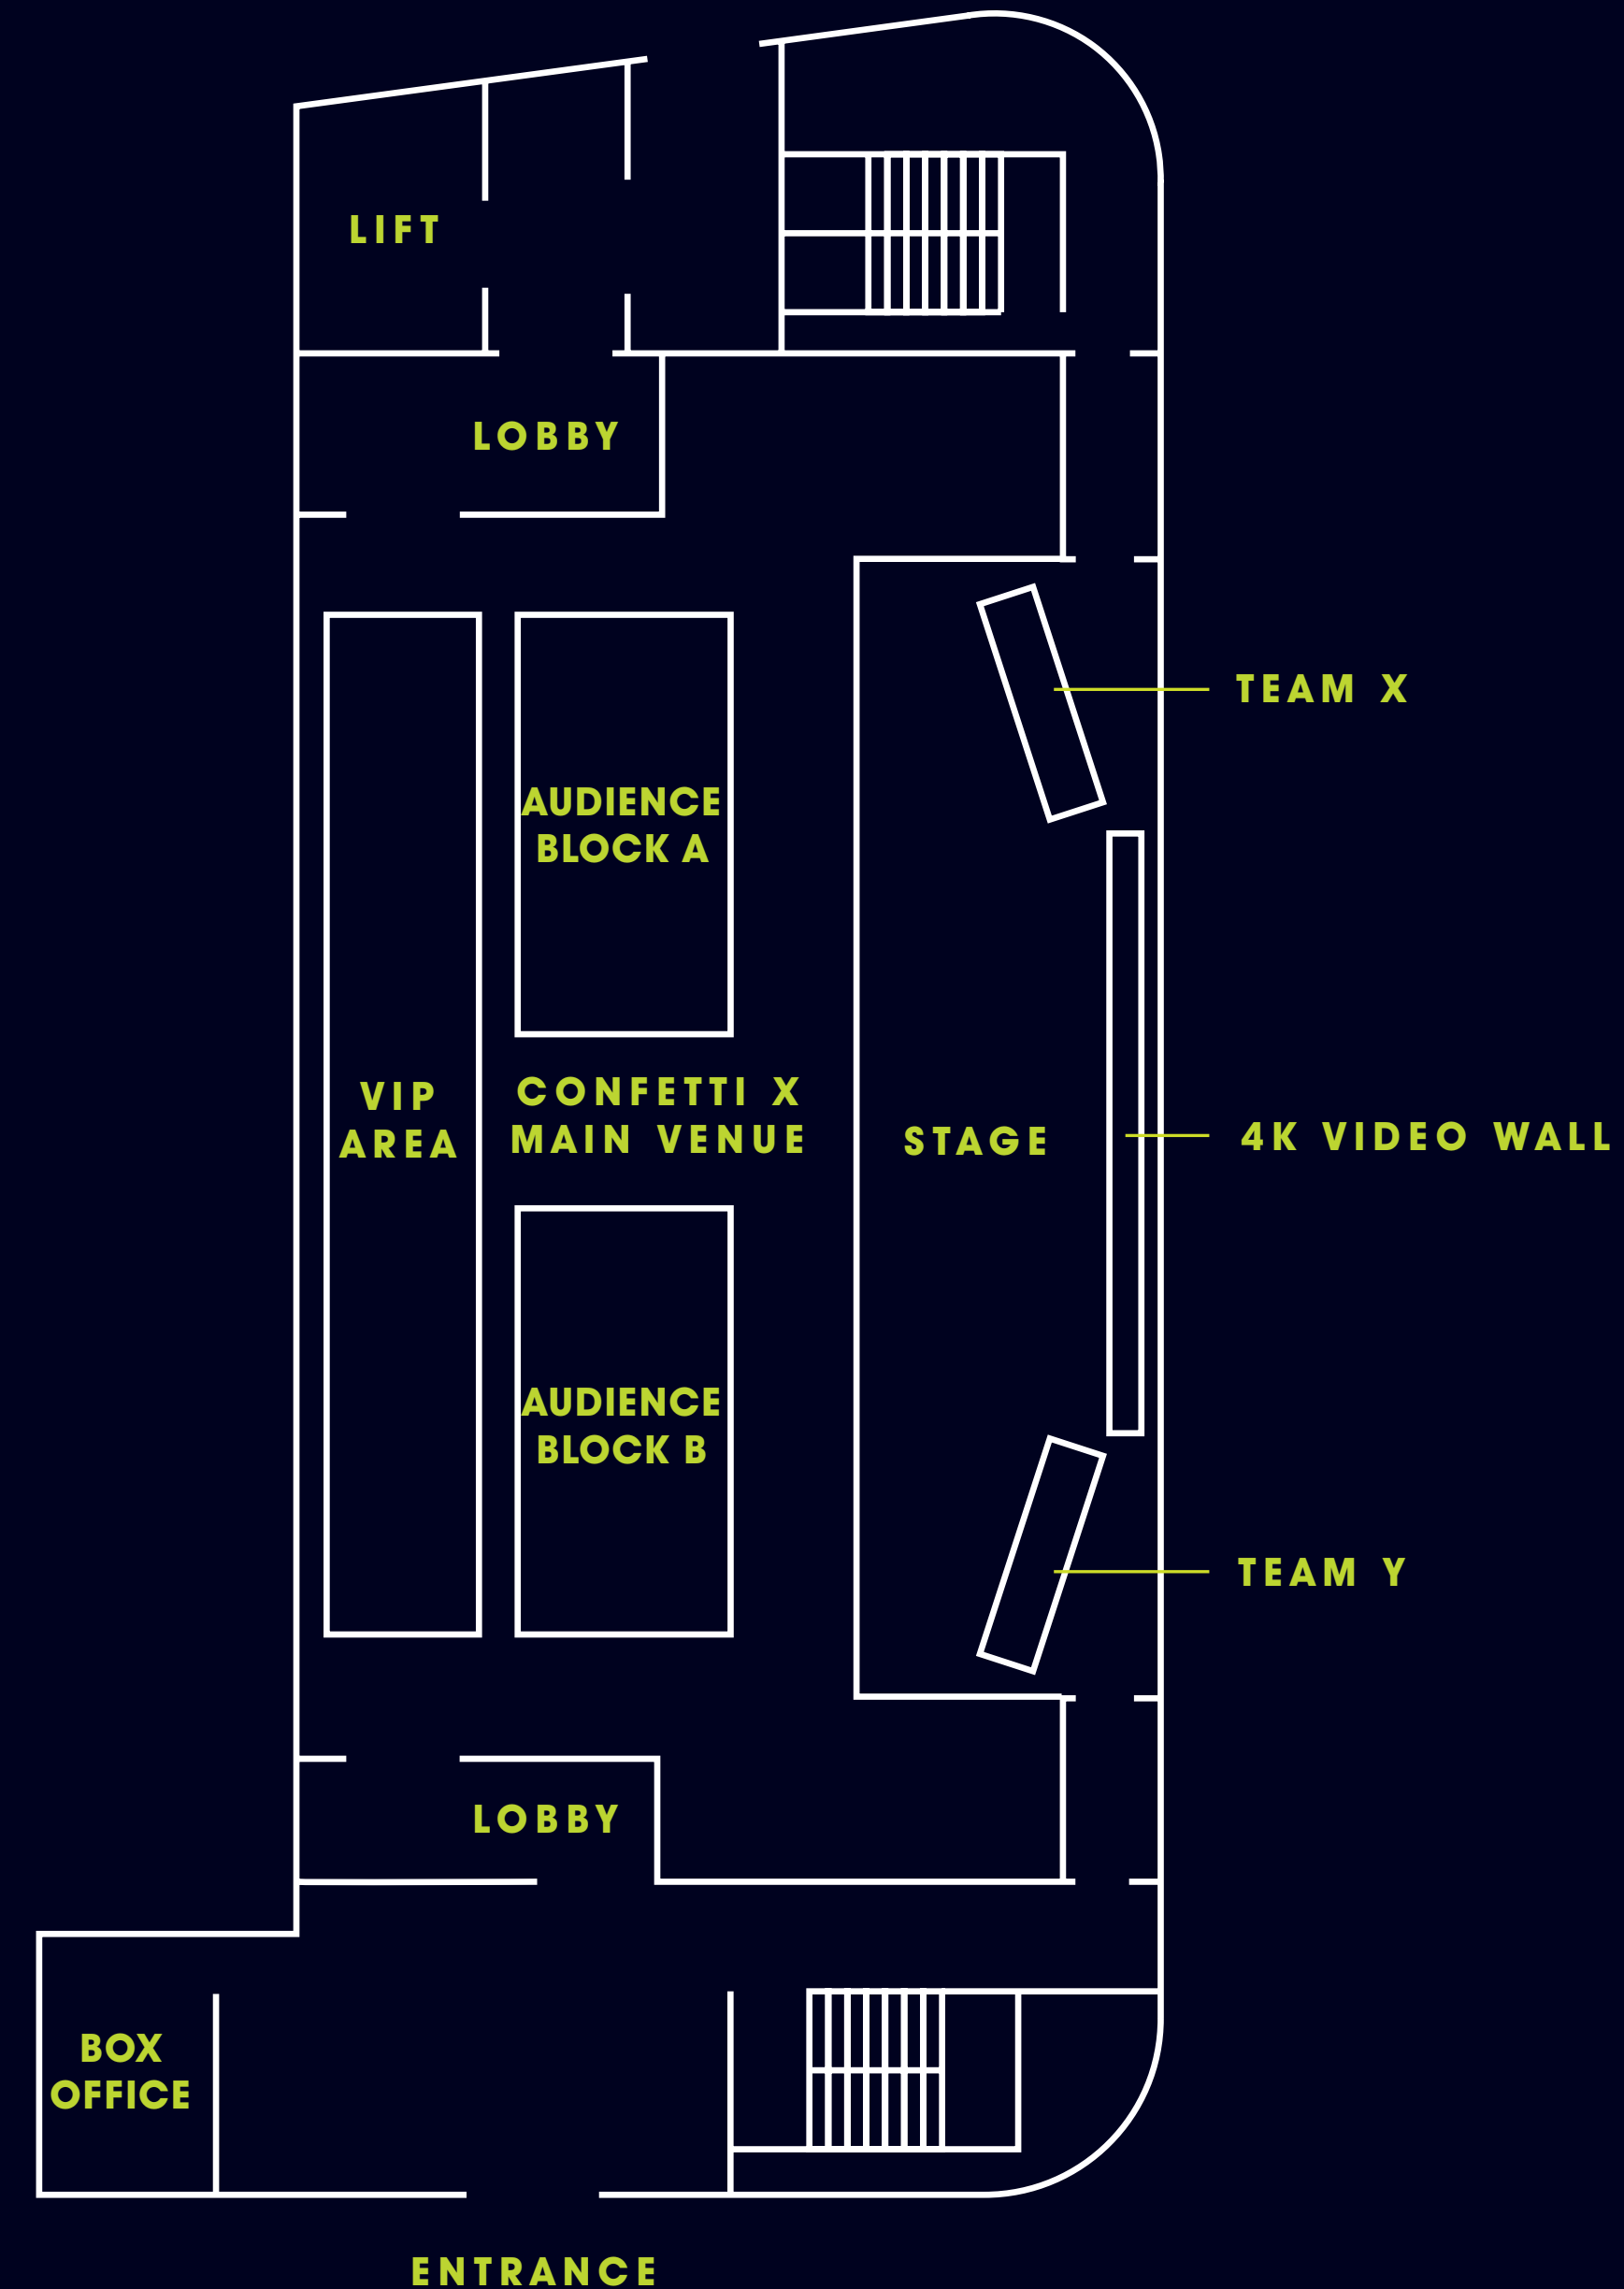 LIFT
LOBBY
TEAM X
AUDIENCE
BLOCK A
VIP
AREA
CONFETTI X
MAIN VENUE
STAGE
4K VIDEO WALL
AUDIENCE
BLOCK B
TEAM Y
LOBBY
BOX
OFFICE
ENTRANCE